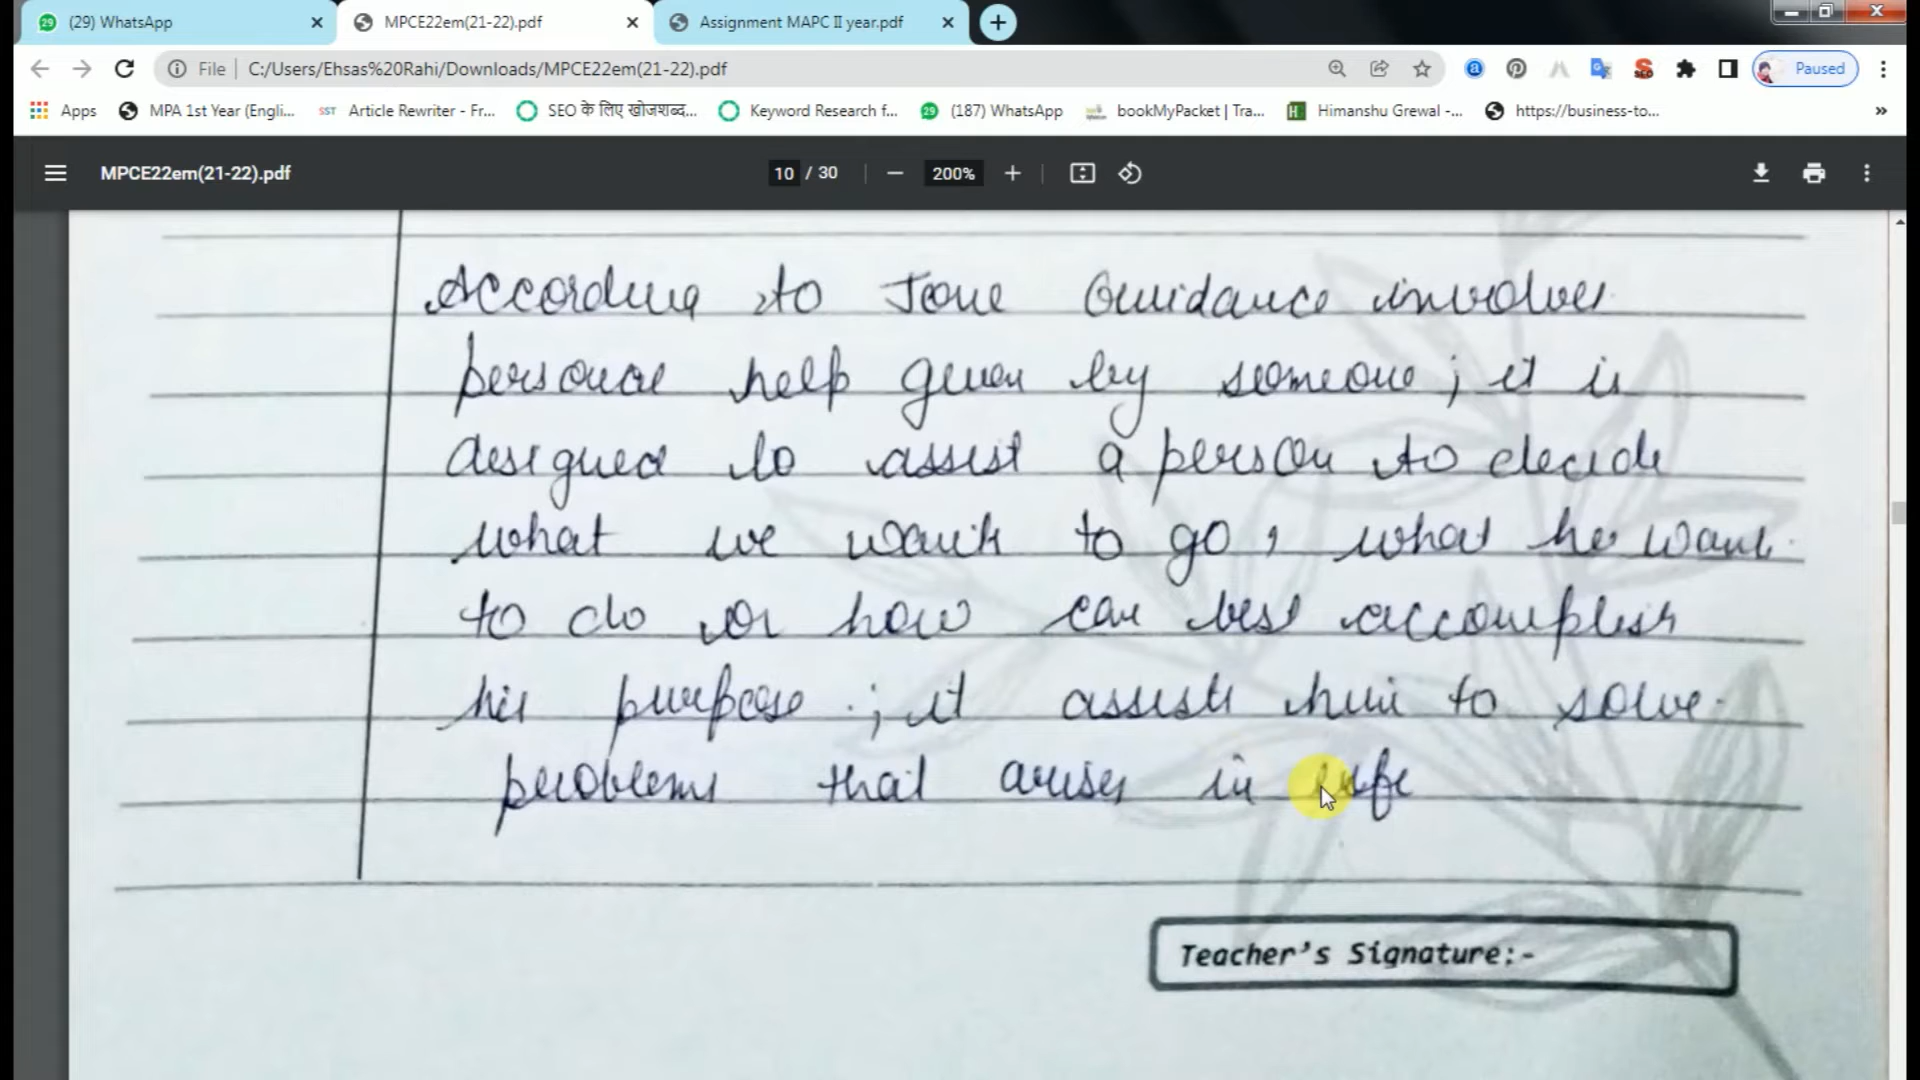 (29) WhatsApp
MPCE22em(21-22).pdf
Assignment MAPC II year.pdf
File C:/Users/Ehsas%20Rahi/Downloads/MPCE22em(21-22).pdf
Paused
Apps
MPA 1st Year (Engli...
SST Article Rewriter - Fr...
SEO के लिए खोजशब्द...
Keyword Research f...
(187) WhatsApp
bookMyPacket | Tra...
Himanshu Grewal -...
https://business-to...
MPCE22em(21-22).pdf
10 / 30
200%
According to Guidance involves
personal help given by someone; it is
designed to assist a person to decide
what we want to go, what he want
to do or how can best accomplish
his purpose ; it assists him to solve
problems that arises in life
Teacher's Signature:-